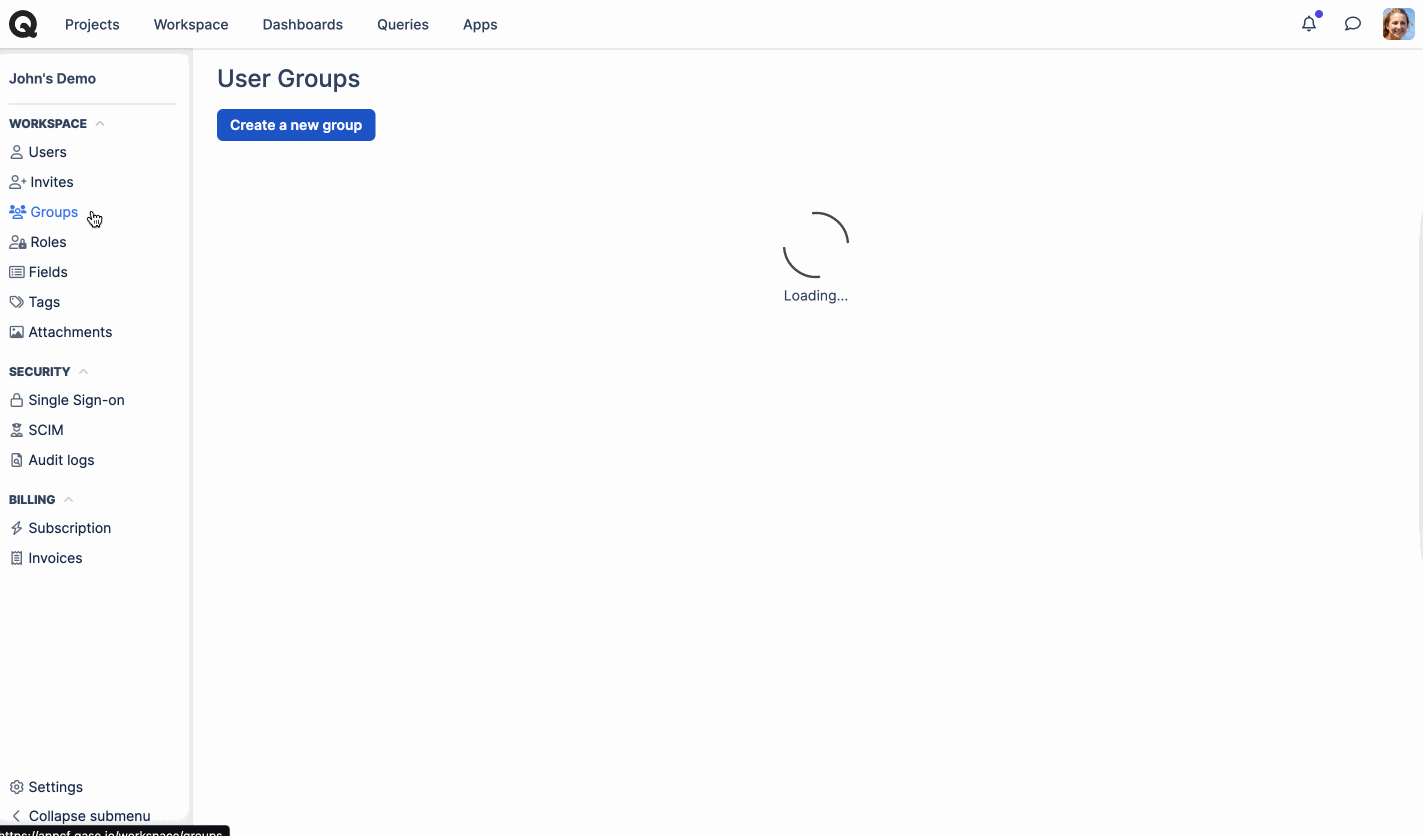 Projects
Workspace
Dashboards
Queries
Apps
John's Demo
WORKSPACE
Users
Invites
Groups
Roles
Fields
Tags
Attachments
SECURITY
Single Sign-on
SCIM
Audit logs
BILLING
Subscription
Invoices
Settings
Collapse submenu
User Groups
Create a new group
Loading...